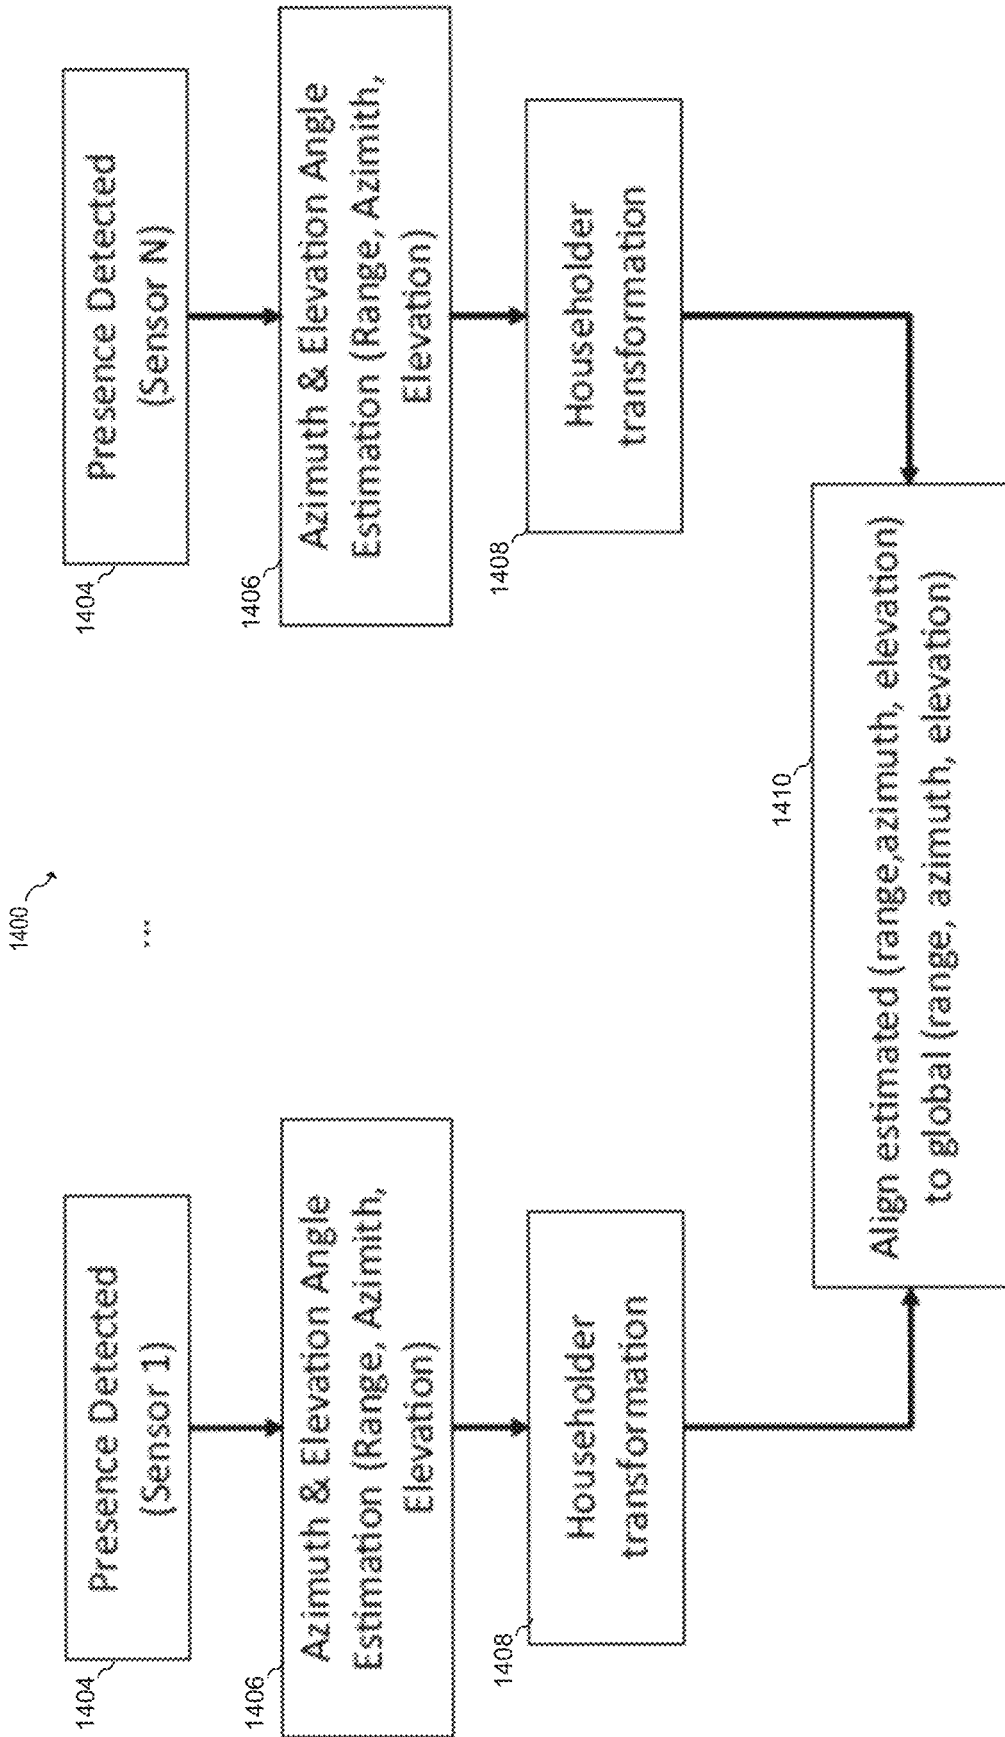 1400
1404
Presence Detected
(Sensor 1)
1406
Azimuth & Elevation Angle
Estimation (Range, Azimith,
Elevation)
1408
Householder
transformation
...
1404
Presence Detected
(Sensor N)
1406
Azimuth & Elevation Angle
Estimation (Range, Azimith,
Elevation)
1408
Householder
transformation
1410
Align estimated (range,azimuth, elevation)
to global (range, azimuth, elevation)